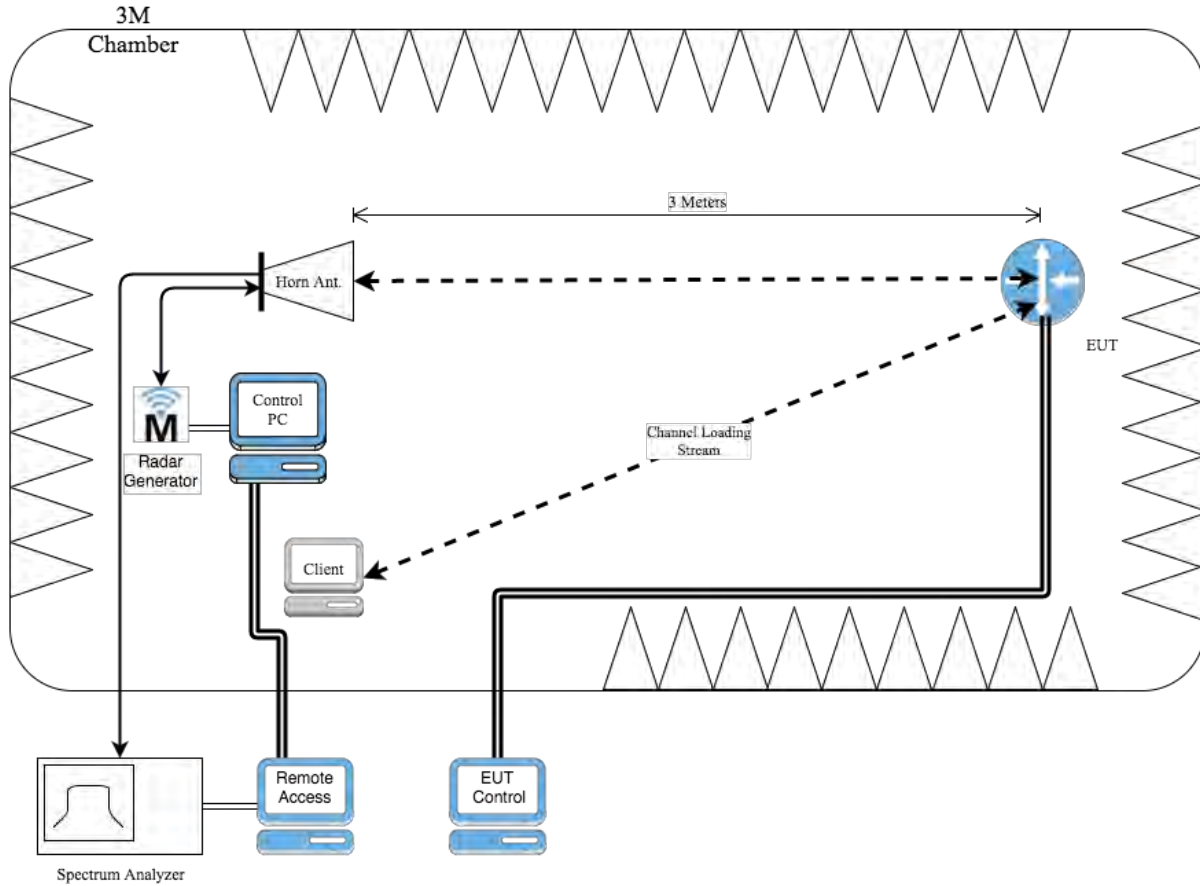 3M
Chamber
3 Meters
Horn Ant.
EUT
Control
PC
M
Radar
Generator
Channel Loading
Stream
Client
Remote
Access
EUT
Control
Spectrum Analyzer